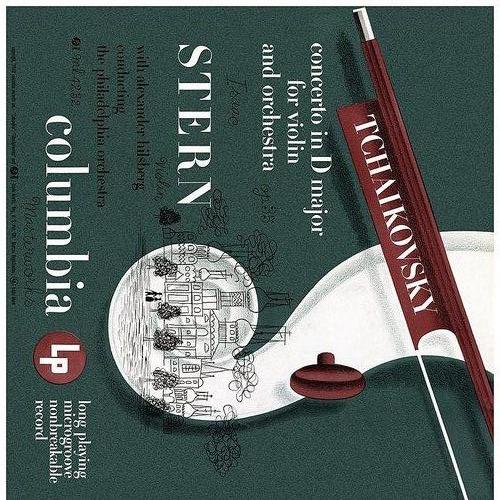 TCHAIKOVSKY
concerto in D major
for violin
and orchestra op. 35
Isaac
STERN
violin
with alexander hilsberg
conducting
the philadelphia orchestra
columbia
Masterworks
Lp
long playing
microgroove
nonbreakable
record